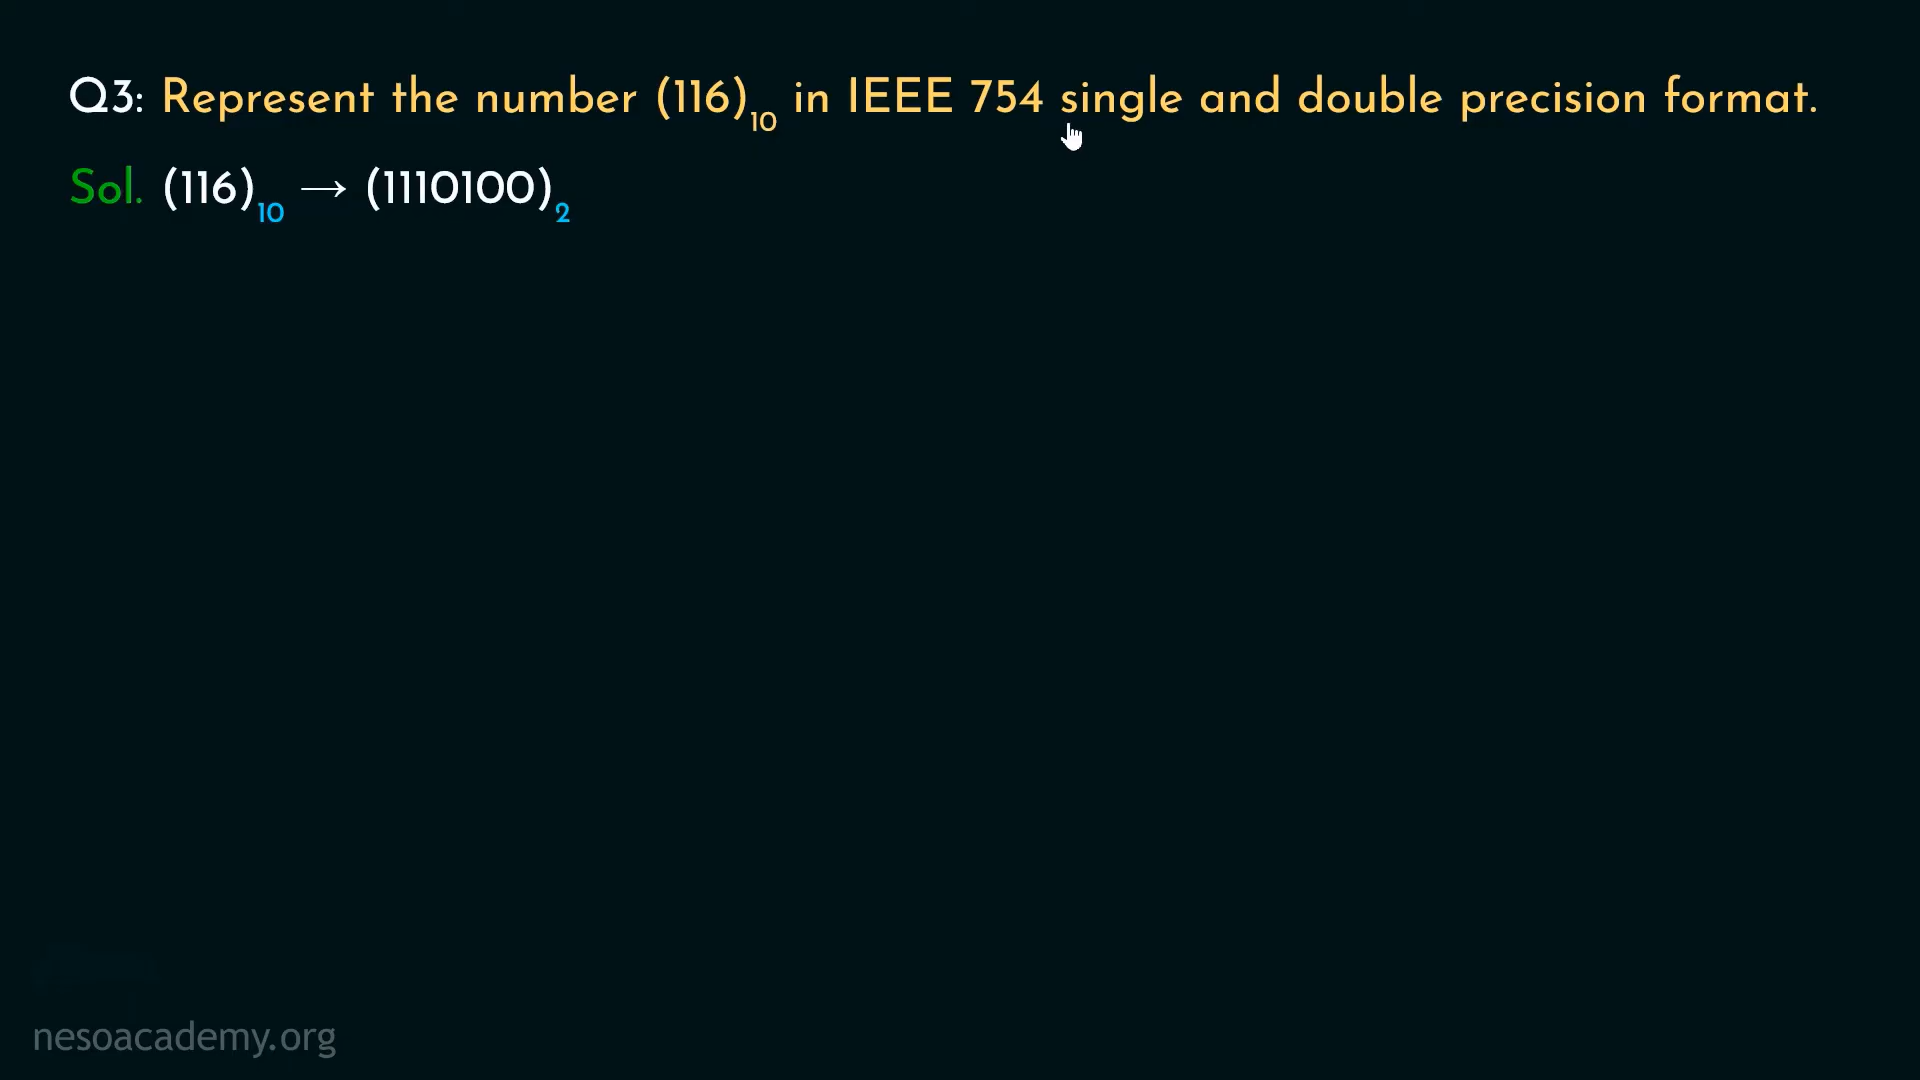 Q3: Represent the number (116)₁₀ in IEEE 754 single and double precision format.
Sol. (116)₁₀ → (1110100)₂
nesoacademy.org